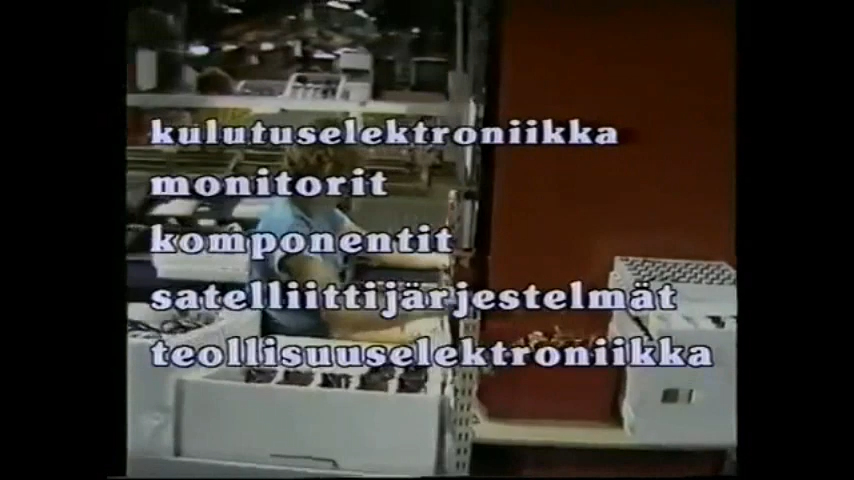 kulutuselektroniikka
monitorit
komponentit
satelliittijärjestelmät
teollisuuselektroniikka